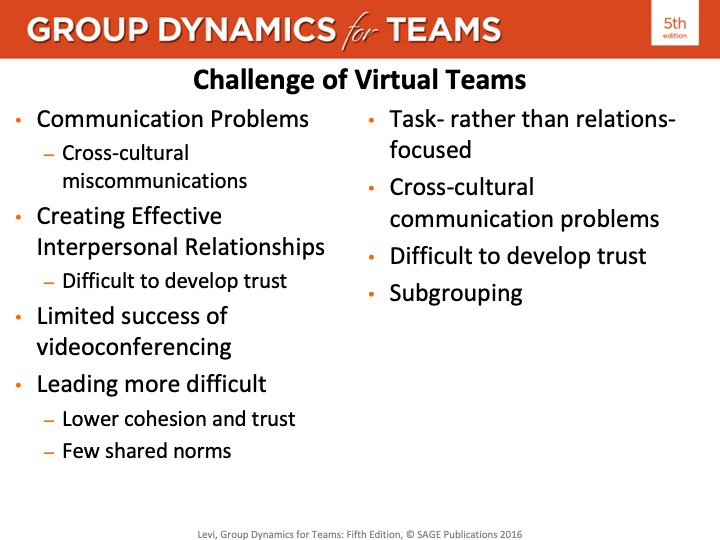 GROUP DYNAMICS for TEAMS
5th
edition
Challenge of Virtual Teams
• Communication Problems
– Cross-cultural
miscommunications
• Creating Effective
Interpersonal Relationships
– Difficult to develop trust
• Limited success of
videoconferencing
• Leading more difficult
– Lower cohesion and trust
– Few shared norms
• Task- rather than relations-
focused
• Cross-cultural
communication problems
• Difficult to develop trust
• Subgrouping
Levi, Group Dynamics for Teams: Fifth Edition, © SAGE Publications 2016